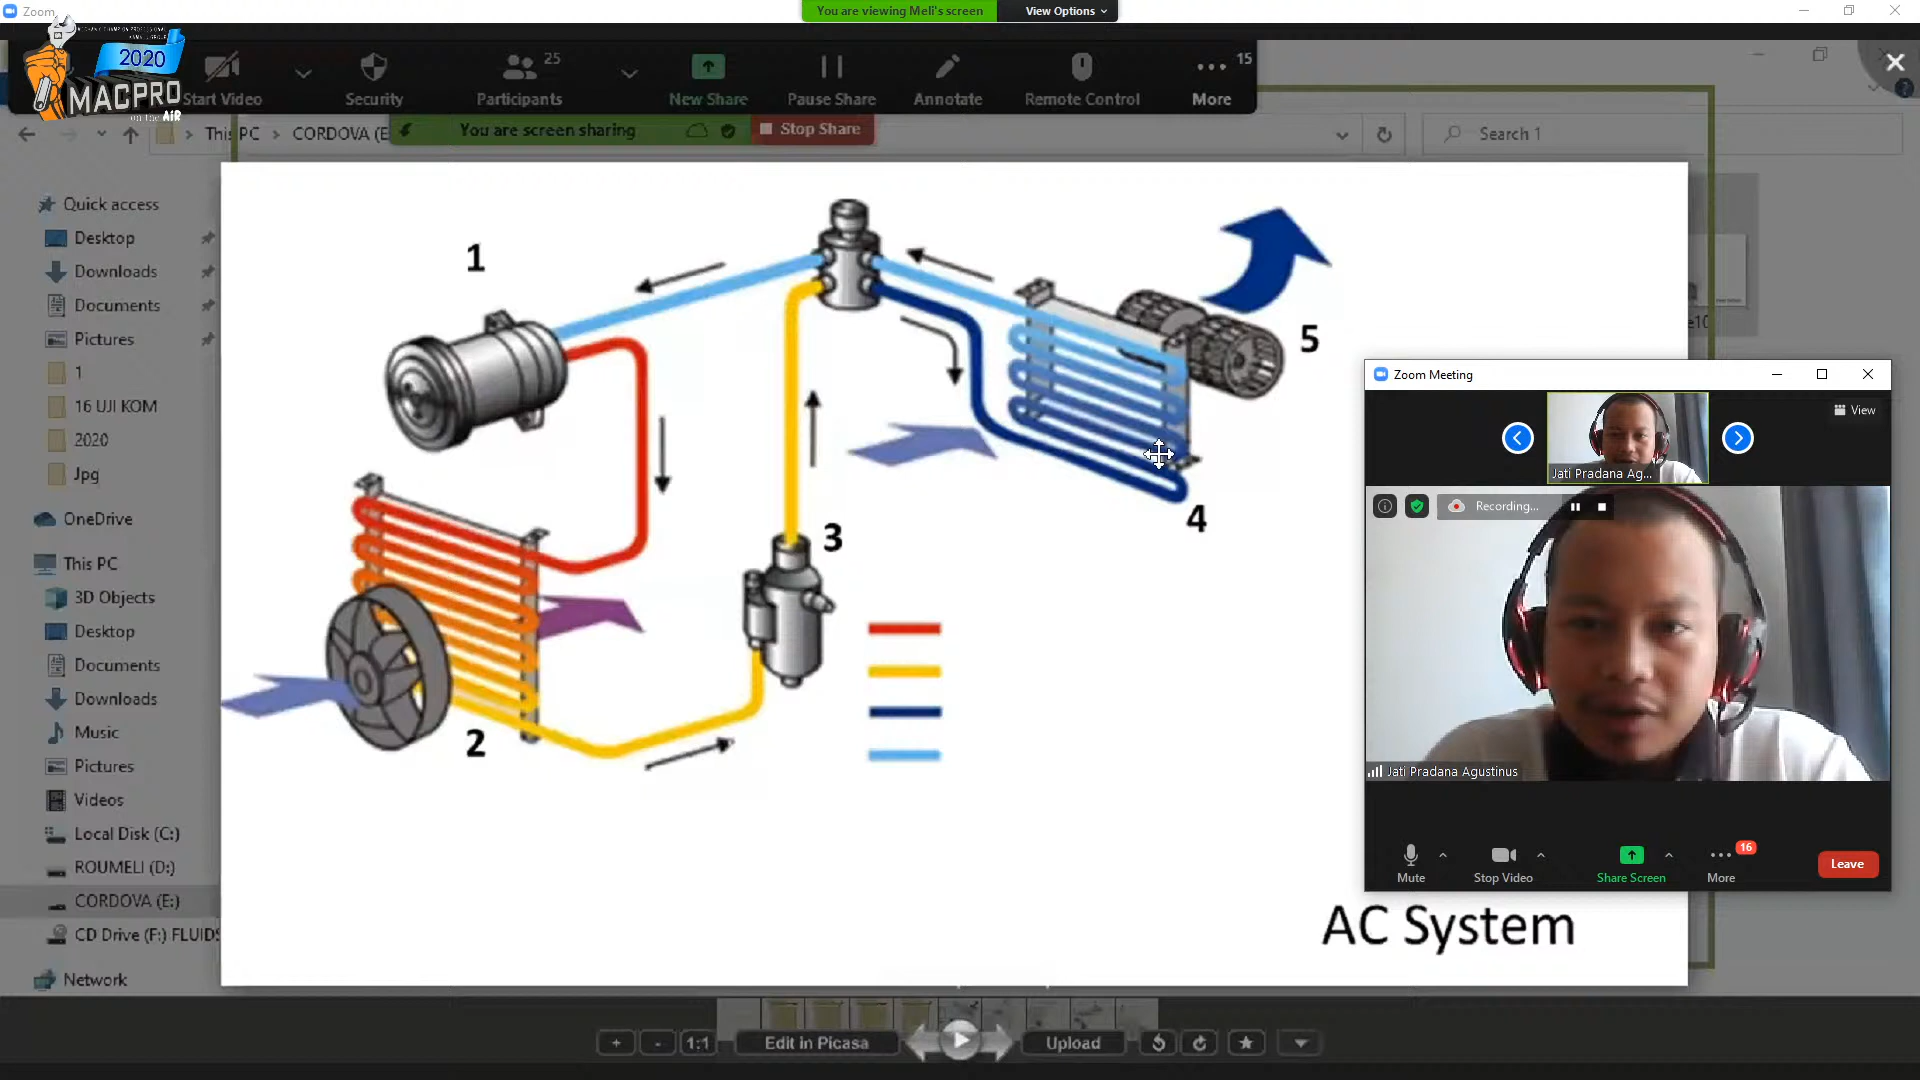 Zoom
You are viewing Meli's screen
View Options
2020
MACPRO
on the AiR
Start Video
Security
Participants
25
New Share
Pause Share
Annotate
Remote Control
More
15
This PC
CORDOVA (E
You are screen sharing
Stop Share
Search 1
Quick access
Desktop
Downloads
Documents
Pictures
1
16 UJI KOM
2020
Jpg
OneDrive
This PC
3D Objects
Desktop
Documents
Downloads
Music
Pictures
Videos
Local Disk (C:)
ROUMELI (D:)
CORDOVA (E:)
CD Drive (F:) FLUIDS
Network
1
5
3
4
2
AC System
Zoom Meeting
View
Jati Pradana Ag...
Recording...
Jati Pradana Agustinus
Mute
Stop Video
Share Screen
More
16
Leave
+
-
1:1
Edit in Picasa
Upload